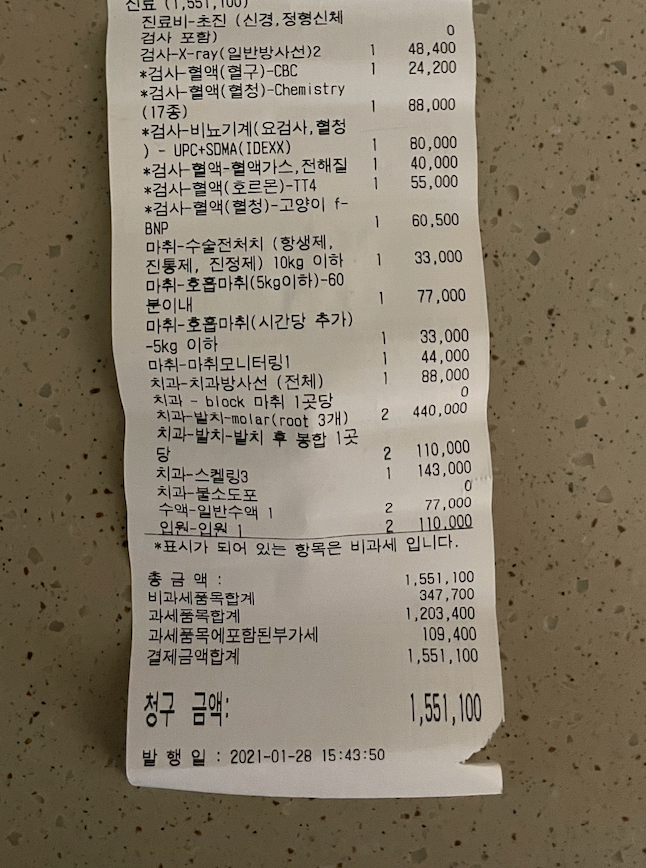 진료 (1,551,100)
진료비-초진 (신경,정형신체
검사 포함) 0
검사-X-ray(일반방사선)2 1 48,400
*검사-혈액(혈구)-CBC 1 24,200
*검사-혈액(혈청)-Chemistry
(17종) 1 88,000
*검사-비뇨기계(요검사,혈청
) - UPC+SDMA(IDEXX) 1 80,000
*검사-혈액-혈액가스,전해질 1 40,000
*검사-혈액(호르몬)-TT4 1 55,000
*검사-혈액(혈청)-고양이 f-
BNP 1 60,500
마취-수술전처치 (항생제,
진통제, 진정제) 10kg 이하 1 33,000
마취-호흡마취(5kg이하)-60
분이내 1 77,000
마취-호흡마취(시간당 추가)
-5kg 이하 1 33,000
마취-마취모니터링1 1 44,000
치과-치과방사선 (전체) 1 88,000
치과 - block 마취 1곳당 0
치과-발치-molar(root 3개) 2 440,000
치과-발치-발치 후 봉합 1곳
당 2 110,000
치과-스켈링3 1 143,000
치과-불소도포 0
수액-일반수액 1 2 77,000
입원-입원 1 2 110,000
*표시가 되어 있는 항목은 비과세 입니다.
총 금 액 : 1,551,100
비과세품목합계 347,700
과세품목합계 1,203,400
과세품목에포함된부가세 109,400
결제금액합계 1,551,100
청구 금액: 1,551,100
발 행 일 : 2021-01-28 15:43:50